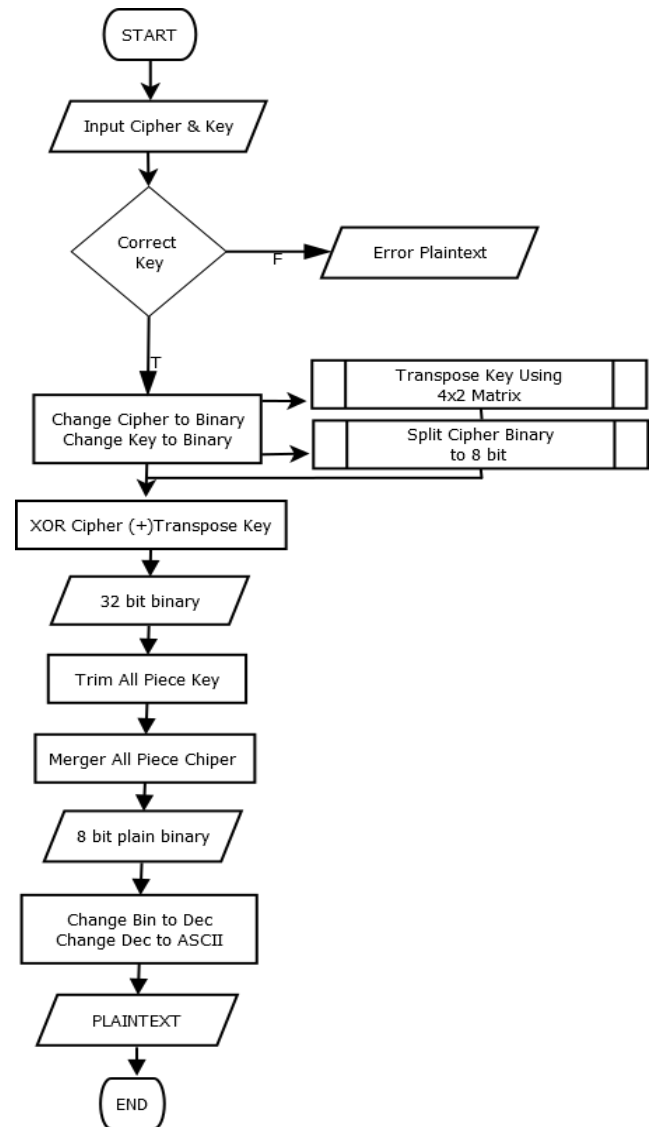 START
Input Cipher & Key
Correct
Key
F
Error Plaintext
T
Change Cipher to Binary
Change Key to Binary
Transpose Key Using
4x2 Matrix
Split Cipher Binary
to 8 bit
XOR Cipher (+)Transpose Key
32 bit binary
Trim All Piece Key
Merger All Piece Chiper
8 bit plain binary
Change Bin to Dec
Change Dec to ASCII
PLAINTEXT
END